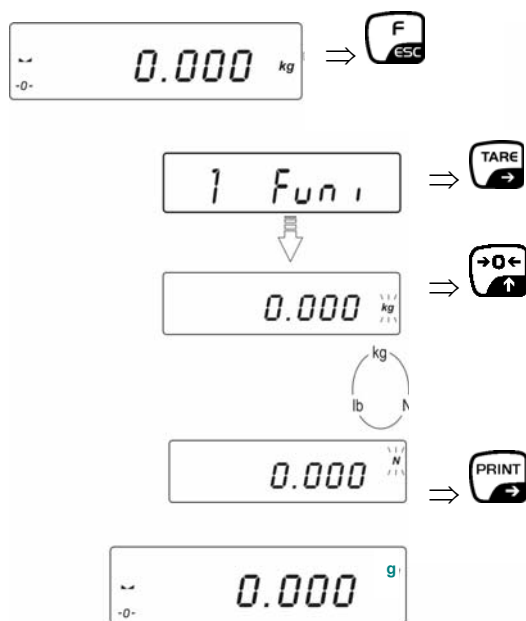 0.000 kg ⇒ F
-0- ESC
1 Funi ⇒ TARE →
0.000 kg ⇒ →0← ↑
kg
lb N
0.000 N ⇒ PRINT →
0.000 g
-0-